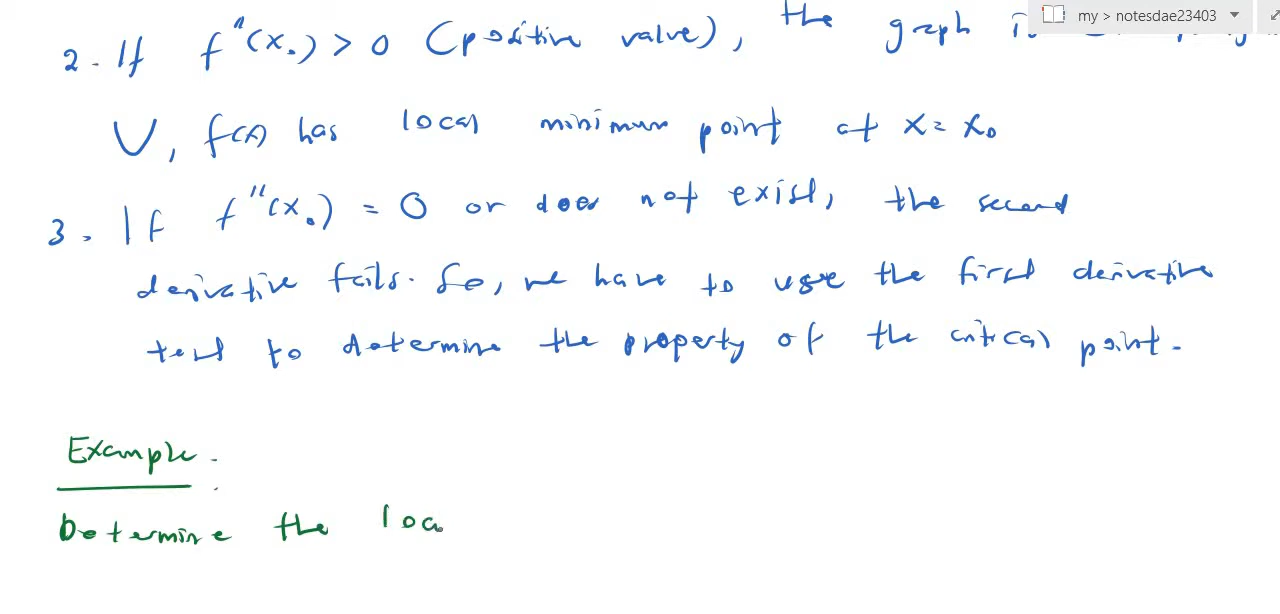 2. If f"(x₀) > 0 (positive value), the graph
my > notesdae23403
∪, f(x) has local minimum point at x = x₀
3. If f"(x₀) = 0 or does not exist, the second
derivative fails. So, we have to use the first derivative
test to determine the property of the critical point.
Example.
Determine the loca